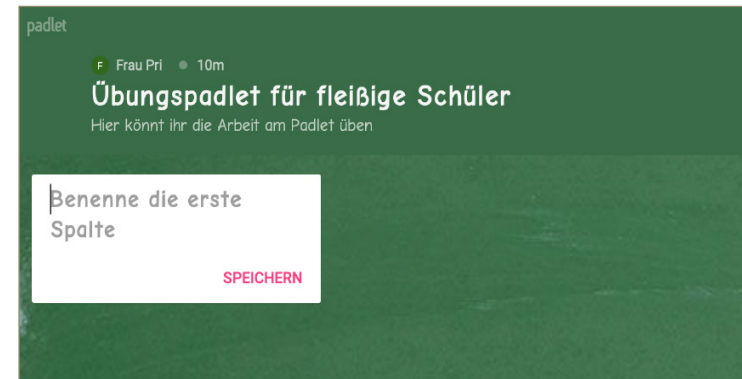 padlet
F Frau Pri 10m
Übungspadlet für fleißige Schüler
Hier könnt ihr die Arbeit am Padlet üben
Benenne die erste
Spalte
SPEICHERN